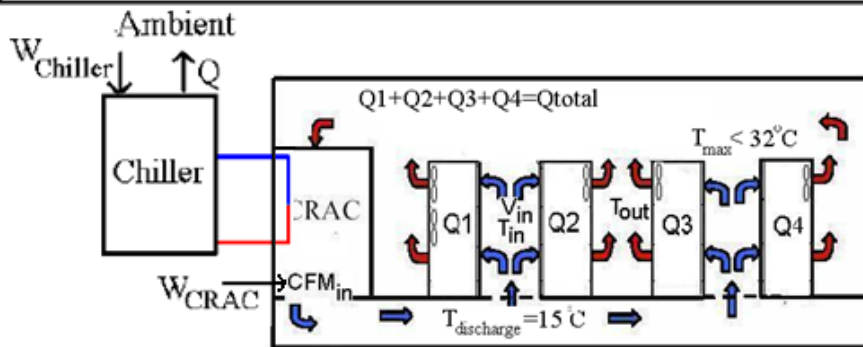 Ambient
W_Chiller
Q
Q1+Q2+Q3+Q4=Qtotal
T_max < 32°C
Chiller
CRAC
Q1
V_in
T_in
Q2
T_out
Q3
Q4
W_CRAC
CFM_in
T_discharge =15°C